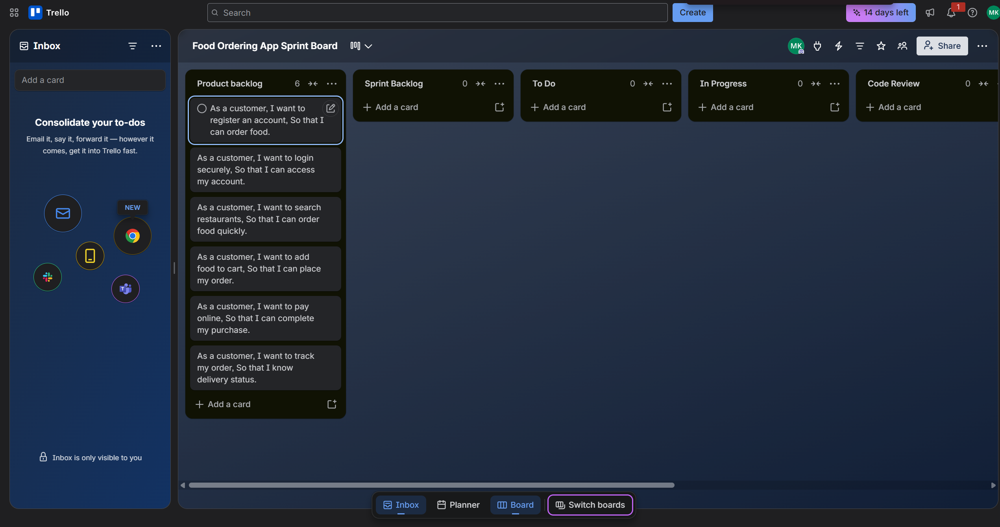 Trello
Search
Create
14 days left
1
MK
Inbox
Add a card
Consolidate your to-dos
Email it, say it, forward it — however it
comes, get it into Trello fast.
NEW
T
Inbox is only visible to you
Food Ordering App Sprint Board
MK
Share
Product backlog 6
As a customer, I want to
register an account, So that I
can order food.
As a customer, I want to login
securely, So that I can access
my account.
As a customer, I want to search
restaurants, So that I can order
food quickly.
As a customer, I want to add
food to cart, So that I can place
my order.
As a customer, I want to pay
online, So that I can complete
my purchase.
As a customer, I want to track
my order, So that I know
delivery status.
Add a card
Sprint Backlog 0
Add a card
To Do 0
Add a card
In Progress 0
Add a card
Code Review 0
Add a card
Inbox
Planner
Board
Switch boards